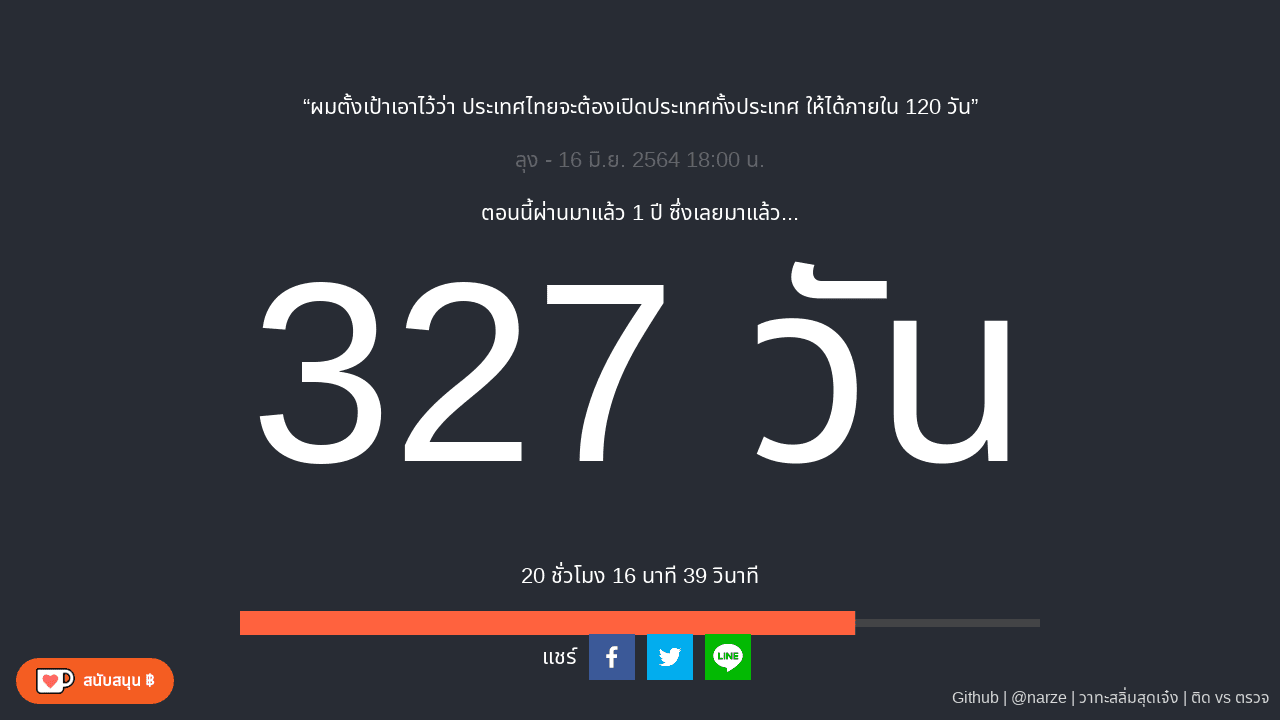 “ผมตั้งเป้าเอาไว้ว่า ประเทศไทยจะต้องเปิดประเทศทั้งประเทศ ให้ได้ภายใน 120 วัน”
ลุง - 16 มิ.ย. 2564 18:00 น.
ตอนนี้ผ่านมาแล้ว 1 ปี ซึ่งเลยมาแล้ว...
327 วัน
20 ชั่วโมง 16 นาที 39 วินาที
แชร์
LINE
สนับสนุน ฿
Github | @narze | วาทะสลิ่มสุดเจ๋ง | ติด vs ตรวจ